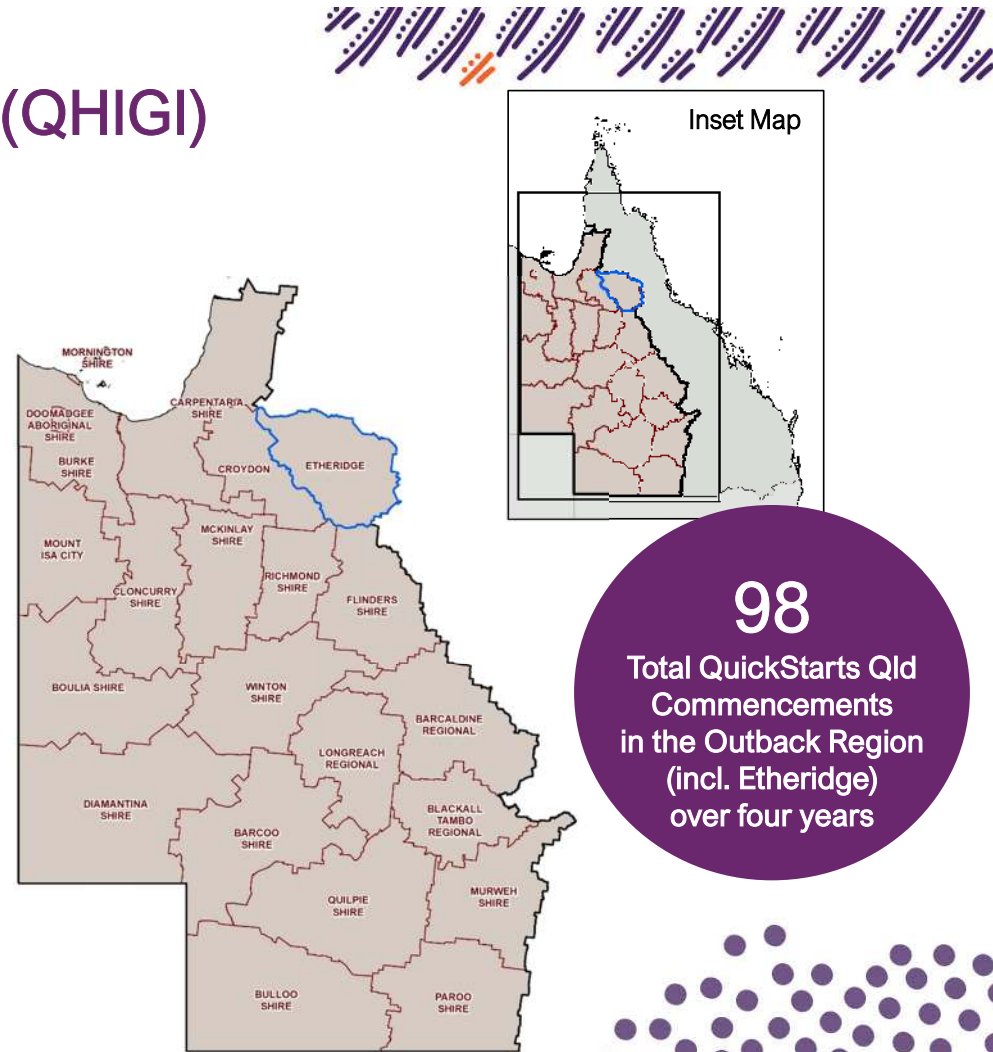 (QHIGI)
Inset Map
MORNINGTON
SHIRE
DOOMADGEE
ABORIGINAL
SHIRE
CARPENTARIA
SHIRE
BURKE
SHIRE
CROYDON
ETHERIDGE
MOUNT
ISA CITY
MCKINLAY
SHIRE
CLONCURRY
SHIRE
RICHMOND
SHIRE
FLINDERS
SHIRE
BOULIA SHIRE
WINTON
SHIRE
BARCALDINE
REGIONAL
LONGREACH
REGIONAL
DIAMANTINA
SHIRE
BARCOO
SHIRE
BLACKALL
TAMBO
REGIONAL
QUILPIE
SHIRE
MURWEH
SHIRE
BULLOO
SHIRE
PAROO
SHIRE
98
Total QuickStarts Qld
Commencements
in the Outback Region
(incl. Etheridge)
over four years